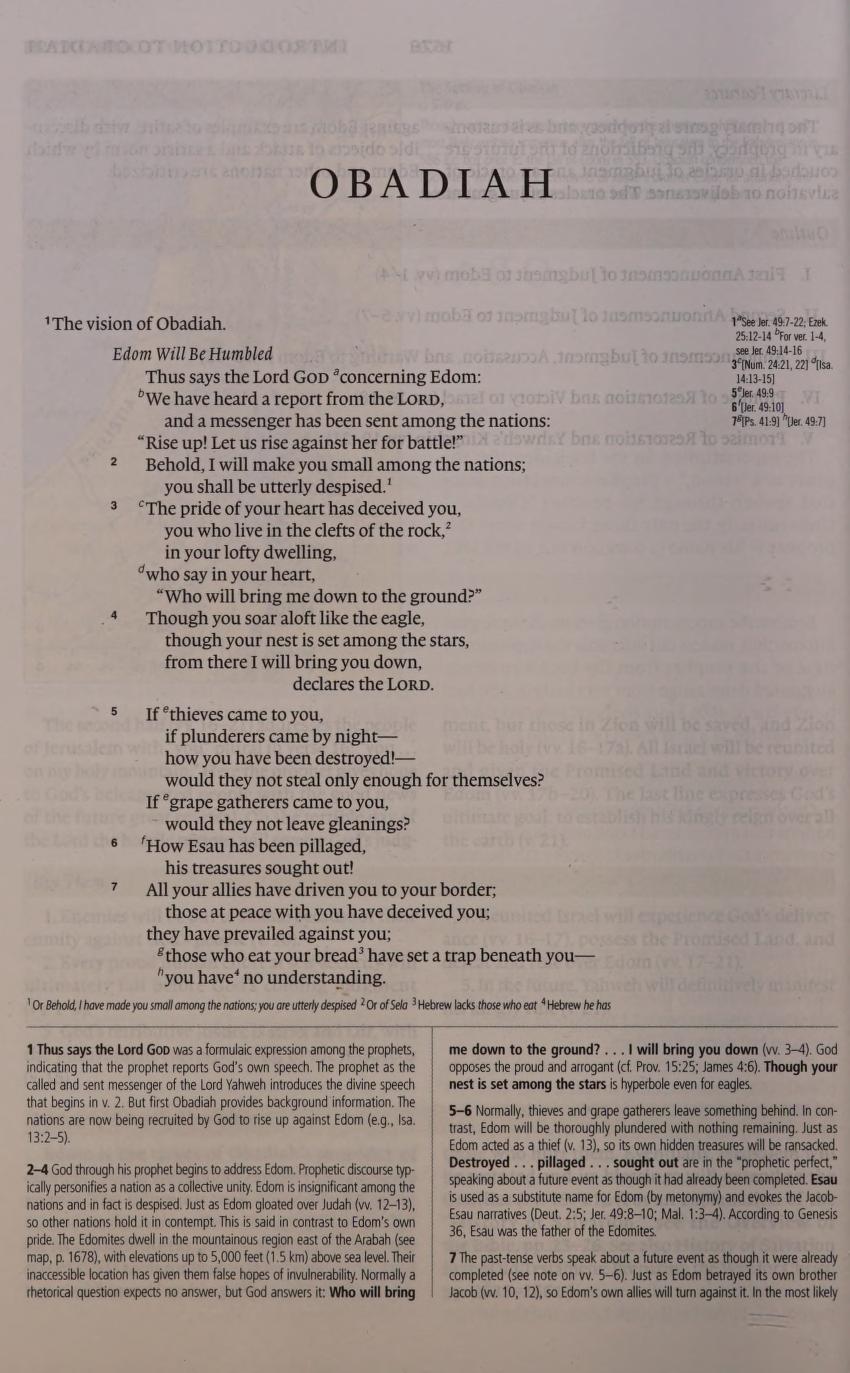 OBADIAH
1The vision of Obadiah.
Edom Will Be Humbled
Thus says the Lord GOD aconcerning Edom:
bWe have heard a report from the LORD,
and a messenger has been sent among the nations:
“Rise up! Let us rise against her for battle!”
2 Behold, I will make you small among the nations;
you shall be utterly despised.1
3 cThe pride of your heart has deceived you,
you who live in the clefts of the rock,2
in your lofty dwelling,
dwho say in your heart,
“Who will bring me down to the ground?”
4 Though you soar aloft like the eagle,
though your nest is set among the stars,
from there I will bring you down,
declares the LORD.
5 If ethieves came to you,
if plunderers came by night—
how you have been destroyed!—
would they not steal only enough for themselves?
If egrape gatherers came to you,
would they not leave gleanings?
6 fHow Esau has been pillaged,
his treasures sought out!
7 All your allies have driven you to your border;
those at peace with you have deceived you;
they have prevailed against you;
gthose who eat your bread3 have set a trap beneath you—
hyou have4 no understanding.
1aSee Jer. 49:7-22; Ezek.
25:12-14 bFor ver. 1-4,
see Jer. 49:14-16
3c[Num. 24:21, 22] d[Isa.
14:13-15]
5eJer. 49:9
6f[Jer. 49:10]
7g[Ps. 41:9] h[Jer. 49:7]
1 Or Behold, I have made you small among the nations; you are utterly despised 2 Or of Sela 3 Hebrew lacks those who eat 4 Hebrew he has
1 Thus says the Lord GOD was a formulaic expression among the prophets,
indicating that the prophet reports God's own speech. The prophet as the
called and sent messenger of the Lord Yahweh introduces the divine speech
that begins in v. 2. But first Obadiah provides background information. The
nations are now being recruited by God to rise up against Edom (e.g., Isa.
13:2–5).
2–4 God through his prophet begins to address Edom. Prophetic discourse typ-
ically personifies a nation as a collective unity. Edom is insignificant among the
nations and in fact is despised. Just as Edom gloated over Judah (vv. 12–13),
so other nations hold it in contempt. This is said in contrast to Edom's own
pride. The Edomites dwell in the mountainous region east of the Arabah (see
map, p. 1678), with elevations up to 5,000 feet (1.5 km) above sea level. Their
inaccessible location has given them false hopes of invulnerability. Normally a
rhetorical question expects no answer, but God answers it: Who will bring
me down to the ground? . . . I will bring you down (vv. 3–4). God
opposes the proud and arrogant (cf. Prov. 15:25; James 4:6). Though your
nest is set among the stars is hyperbole even for eagles.
5–6 Normally, thieves and grape gatherers leave something behind. In con-
trast, Edom will be thoroughly plundered with nothing remaining. Just as
Edom acted as a thief (v. 13), so its own hidden treasures will be ransacked.
Destroyed . . . pillaged . . . sought out are in the “prophetic perfect,”
speaking about a future event as though it had already been completed. Esau
is used as a substitute name for Edom (by metonymy) and evokes the Jacob-
Esau narratives (Deut. 2:5; Jer. 49:8–10; Mal. 1:3–4). According to Genesis
36, Esau was the father of the Edomites.
7 The past-tense verbs speak about a future event as though it were already
completed (see note on vv. 5–6). Just as Edom betrayed its own brother
Jacob (vv. 10, 12), so Edom's own allies will turn against it. In the most likely